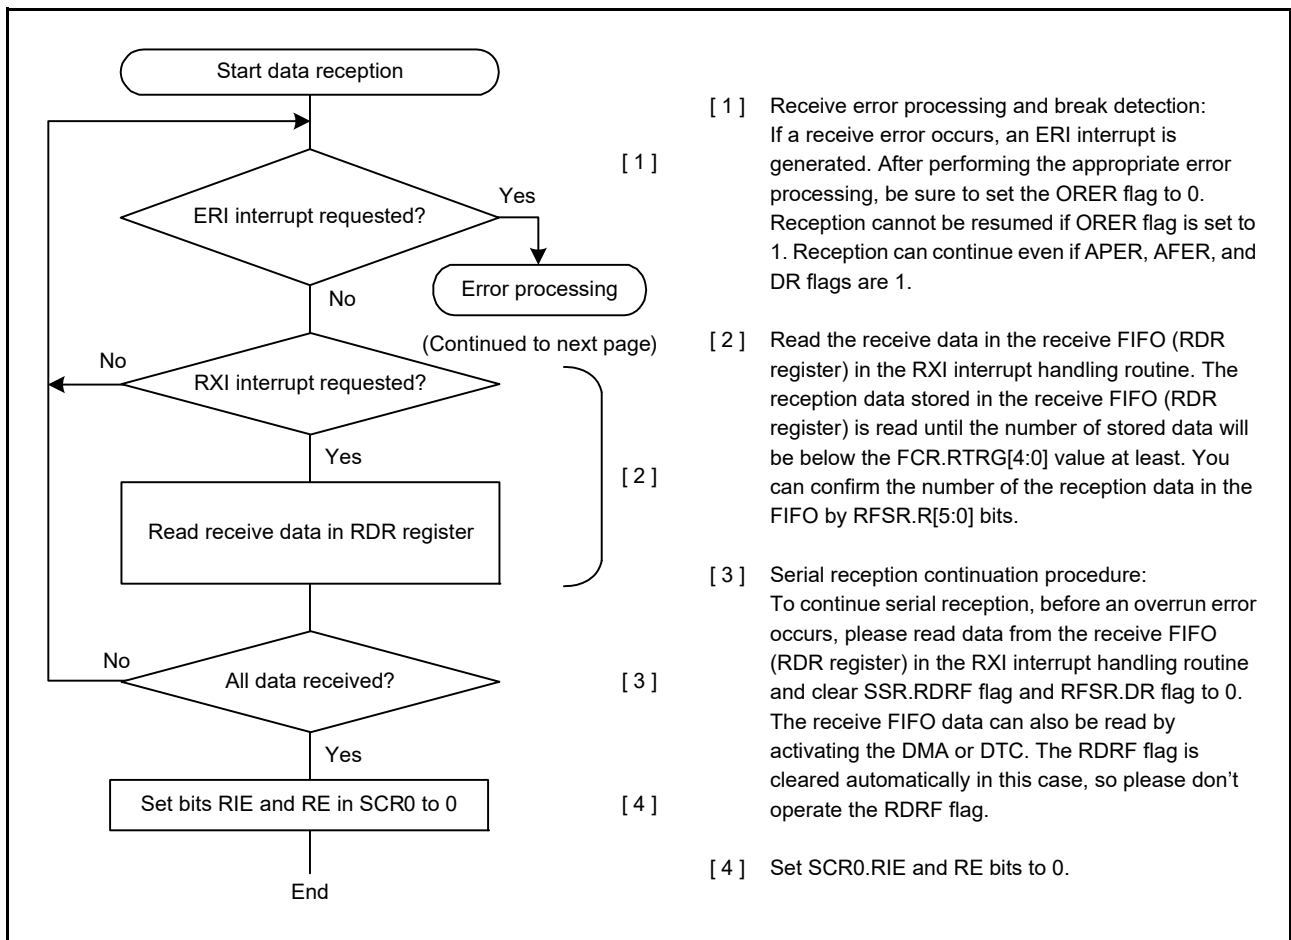 Start data reception
[ 1 ]
ERI interrupt requested?
Yes
Error processing
No
(Continued to next page)
No
RXI interrupt requested?
Yes
[ 2 ]
Read receive data in RDR register
No
All data received?
[ 3 ]
Yes
Set bits RIE and RE in SCR0 to 0
[ 4 ]
End
[ 1 ] Receive error processing and break detection:
If a receive error occurs, an ERI interrupt is
generated. After performing the appropriate error
processing, be sure to set the ORER flag to 0.
Reception cannot be resumed if ORER flag is set to
1. Reception can continue even if APER, AFER, and
DR flags are 1.
[ 2 ] Read the receive data in the receive FIFO (RDR
register) in the RXI interrupt handling routine. The
reception data stored in the receive FIFO (RDR
register) is read until the number of stored data will
be below the FCR.RTRG[4:0] value at least. You
can confirm the number of the reception data in the
FIFO by RFSR.R[5:0] bits.
[ 3 ] Serial reception continuation procedure:
To continue serial reception, before an overrun error
occurs, please read data from the receive FIFO
(RDR register) in the RXI interrupt handling routine
and clear SSR.RDRF flag and RFSR.DR flag to 0.
The receive FIFO data can also be read by
activating the DMA or DTC. The RDRF flag is
cleared automatically in this case, so please don't
operate the RDRF flag.
[ 4 ] Set SCR0.RIE and RE bits to 0.